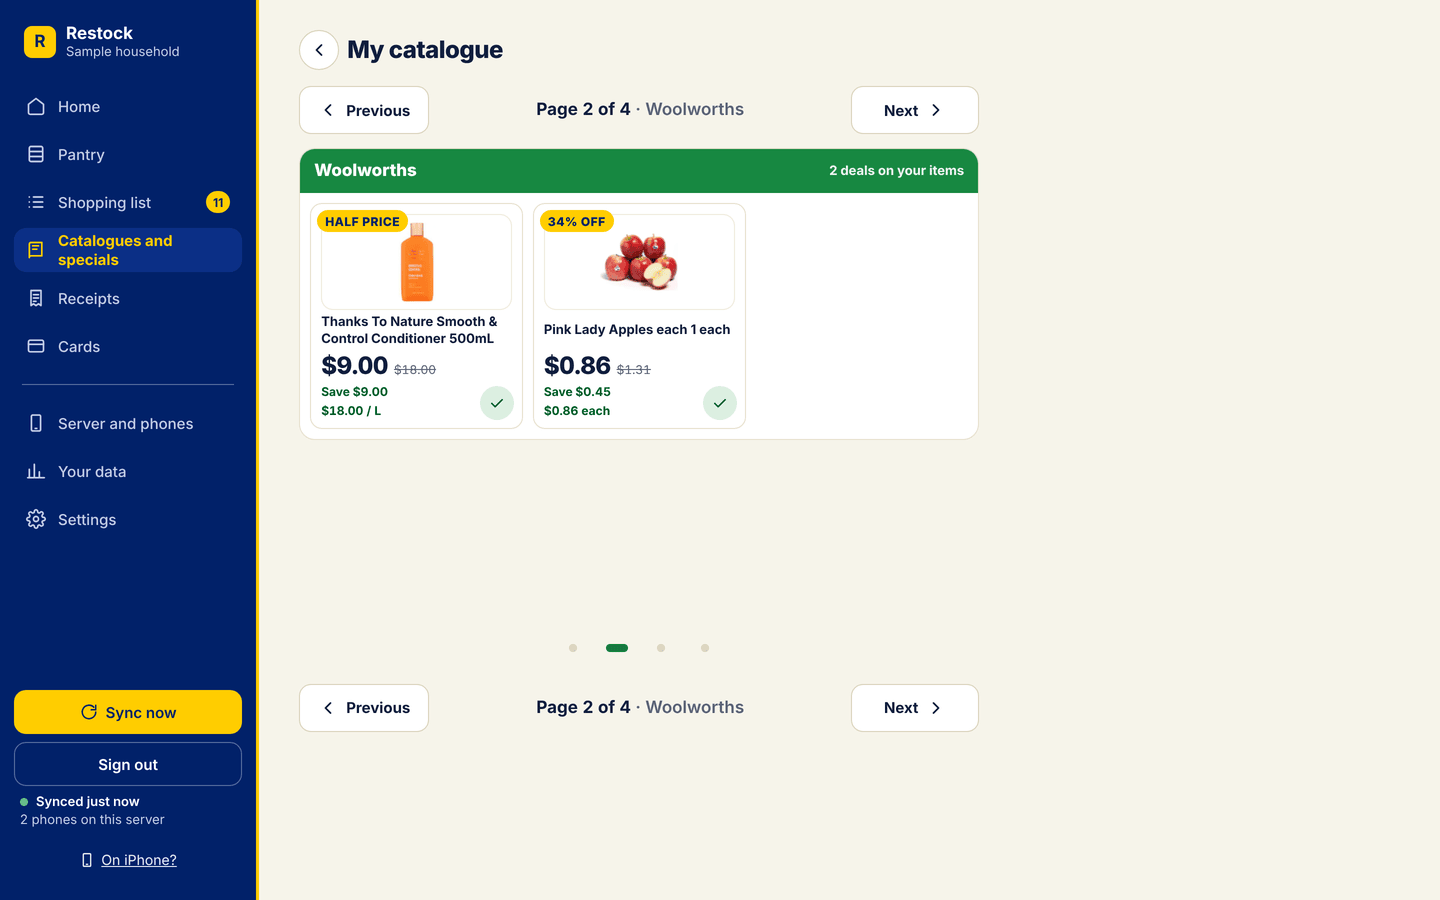 R
Restock
Sample household
Home
Pantry
Shopping list
11
Catalogues and
specials
Receipts
Cards
Server and phones
Your data
Settings
Sync now
Sign out
Synced just now
2 phones on this server
On iPhone?
My catalogue
Previous
Page 2 of 4 · Woolworths
Next
Woolworths
2 deals on your items
HALF PRICE
Thanks To Nature Smooth &
Control Conditioner 500mL
$9.00 $18.00
Save $9.00
$18.00 / L
34% OFF
Pink Lady Apples each 1 each
$0.86 $1.31
Save $0.45
$0.86 each
Previous
Page 2 of 4 · Woolworths
Next